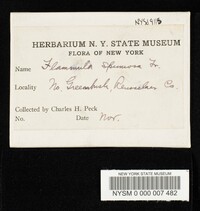 HERBARIUM N. Y. STATE MUSEUM
FLORA OF NEW YORK
Name Flammula spumosa Fr.
Locality No. Greenbush, Rensselaer Co.
Collected by Charles H. Peck
No. Date Nov.
NEW YORK STATE MUSEUM
NYSM 0 000 007 482